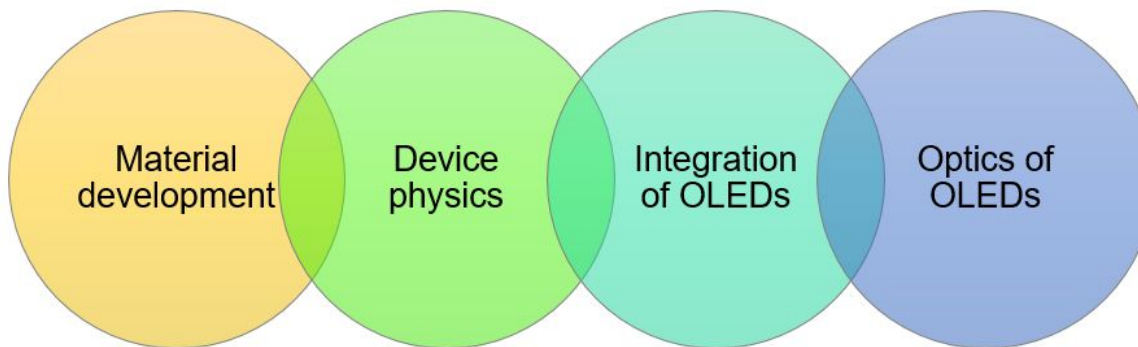 Material
development
Device
physics
Integration
of OLEDs
Optics of
OLEDs